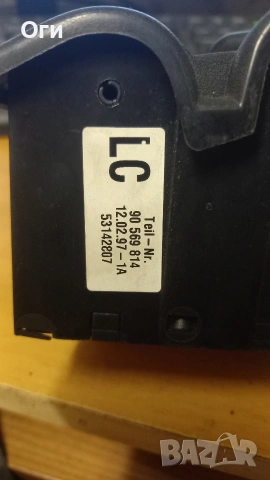 Оги
LC
Teil-Nr.
90 569 814
12.02.97-1A
53142807
BAZAR